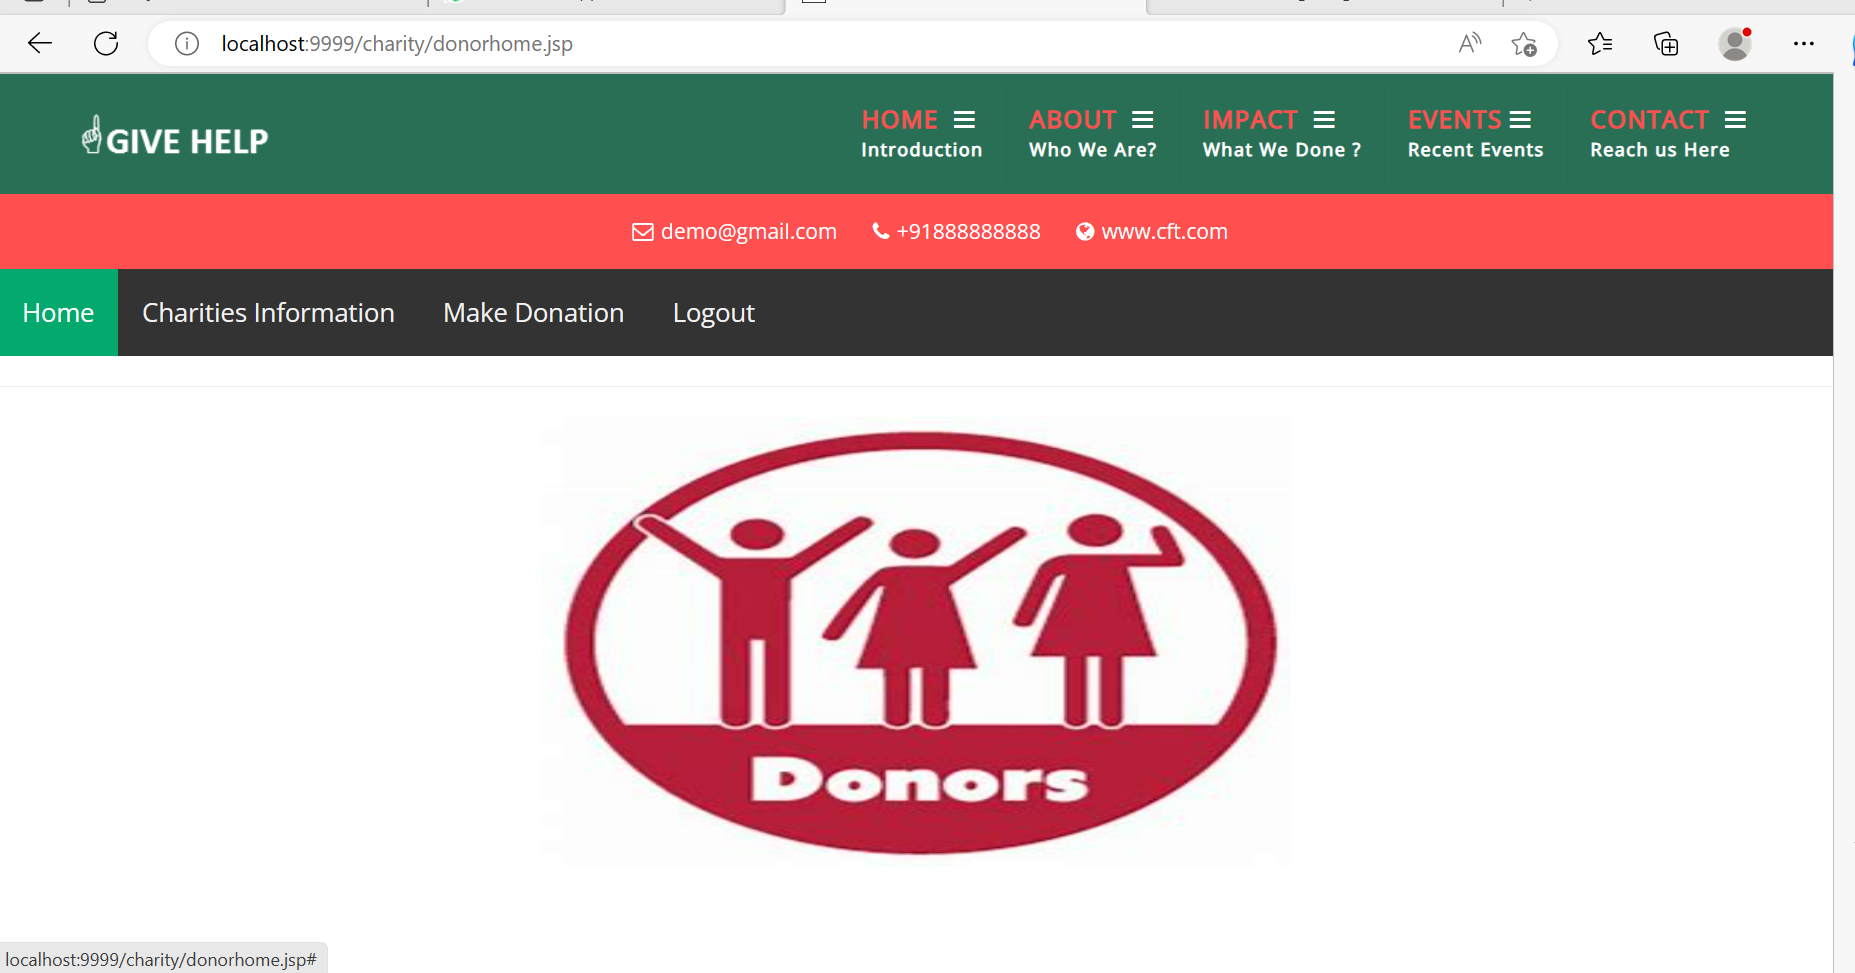 localhost:9999/charity/donorhome.jsp
GIVE HELP
HOME ABOUT IMPACT EVENTS CONTACT
Introduction Who We Are? What We Done ? Recent Events Reach us Here
demo@gmail.com +91888888888 www.cft.com
Home Charities Information Make Donation Logout
Donors
localhost:9999/charity/donorhome.jsp#